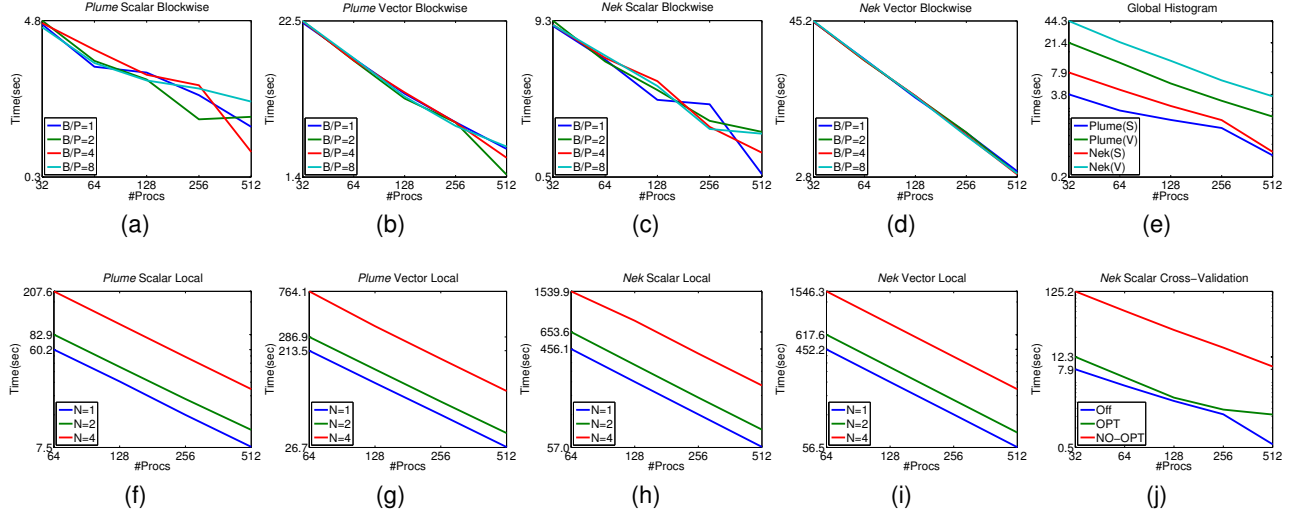 Plume Scalar Blockwise
4.8
Time(sec)
B/P=1
B/P=2
B/P=4
B/P=8
0.3
32
64
128
256
512
#Procs
(a)
Plume Vector Blockwise
22.5
Time(sec)
B/P=1
B/P=2
B/P=4
B/P=8
1.4
32
64
128
256
512
#Procs
(b)
Nek Scalar Blockwise
9.3
Time(sec)
B/P=1
B/P=2
B/P=4
B/P=8
0.5
32
64
128
256
512
#Procs
(c)
Nek Vector Blockwise
45.2
Time(sec)
B/P=1
B/P=2
B/P=4
B/P=8
2.8
32
64
128
256
512
#Procs
(d)
Global Histogram
44.3
21.4
7.9
3.8
Time(sec)
Plume(S)
Plume(V)
Nek(S)
Nek(V)
0.2
32
64
128
256
512
#Procs
(e)
Plume Scalar Local
207.6
82.9
60.2
Time(sec)
N=1
N=2
N=4
7.5
64
128
256
512
#Procs
(f)
Plume Vector Local
764.1
286.9
213.5
Time(sec)
N=1
N=2
N=4
26.7
64
128
256
512
#Procs
(g)
Nek Scalar Local
1539.9
653.6
456.1
Time(sec)
N=1
N=2
N=4
57.0
64
128
256
512
#Procs
(h)
Nek Vector Local
1546.3
617.6
452.2
Time(sec)
N=1
N=2
N=4
56.5
64
128
256
512
#Procs
(i)
Nek Scalar Cross−Validation
125.2
12.3
7.9
Time(sec)
Off
OPT
NO−OPT
0.5
32
64
128
256
512
#Procs
(j)